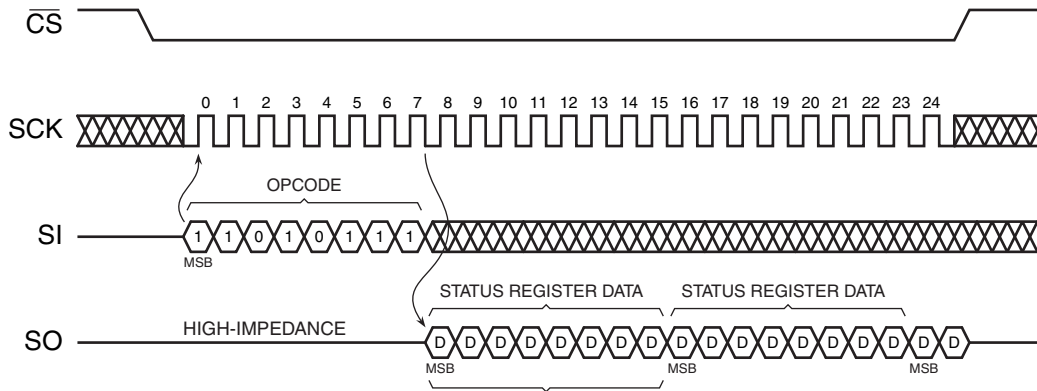 CS
0 1 2 3 4 5 6 7 8 9 10 11 12 13 14 15 16 17 18 19 20 21 22 23 24
SCK
OPCODE
SI 1 1 0 1 0 1 1 1
MSB
STATUS REGISTER DATA STATUS REGISTER DATA
HIGH-IMPEDANCE
SO D D D D D D D D D D D D D D D D D D
MSB MSB MSB